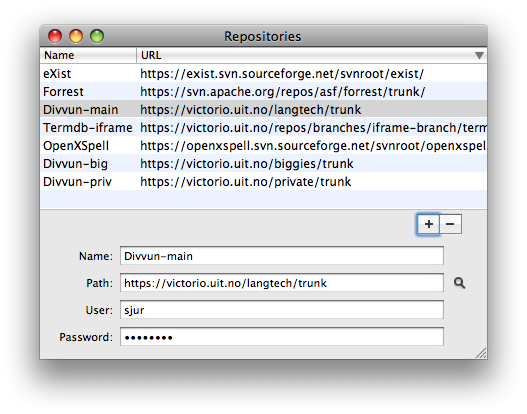 Repositories
Name URL
eXist https://exist.svn.sourceforge.net/svnroot/exist/
Forrest https://svn.apache.org/repos/asf/forrest/trunk/
Divvun-main https://victorio.uit.no/langtech/trunk
Termdb-iframe https://victorio.uit.no/repos/branches/iframe-branch/term
OpenXSpell https://openxspell.svn.sourceforge.net/svnroot/openxspel
Divvun-big https://victorio.uit.no/biggies/trunk
Divvun-priv https://victorio.uit.no/private/trunk
+ −
Name: Divvun-main
Path: https://victorio.uit.no/langtech/trunk
User: sjur
Password: ••••••••